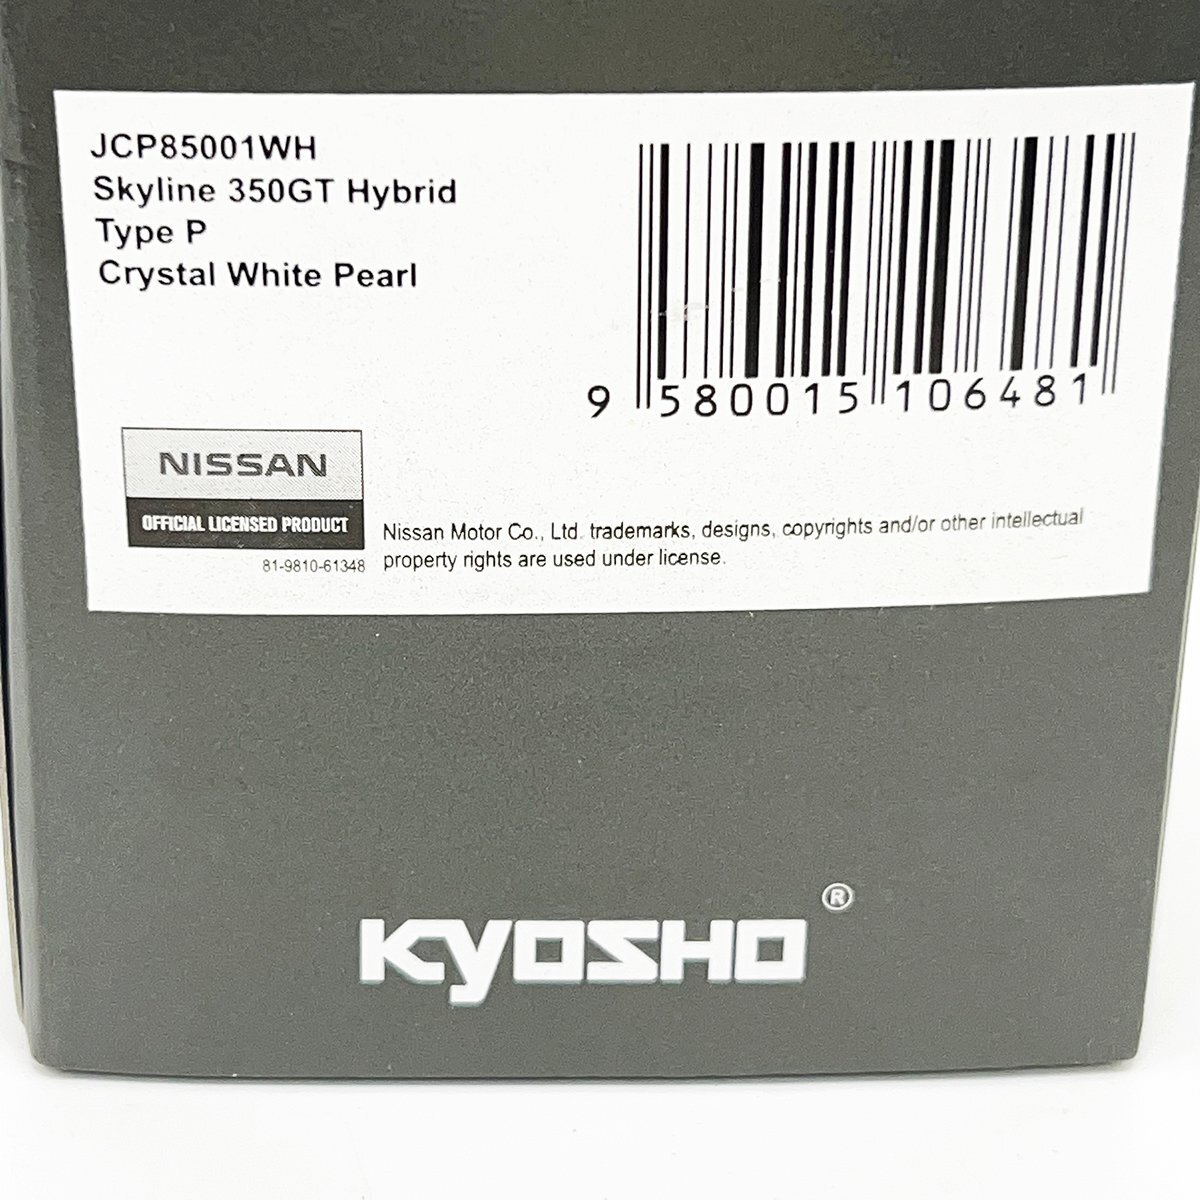 JCP85001WH
Skyline 350GT Hybrid
Type P
Crystal White Pearl
9 580015 106481
NISSAN
OFFICIAL LICENSED PRODUCT
81-9810-61348
Nissan Motor Co., Ltd. trademarks, designs, copyrights and/or other intellectual
property rights are used under license.
KYOSHO®